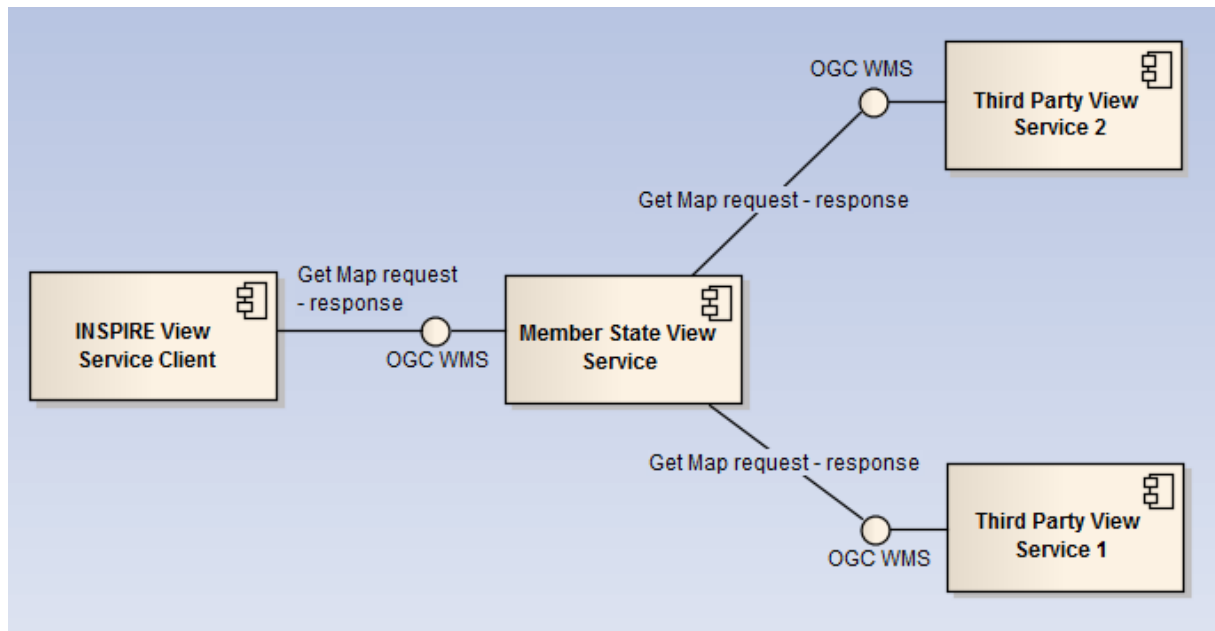 OGC WMS
Third Party View
Service 2
Get Map request - response
Get Map request
- response
INSPIRE View
Service Client
OGC WMS
Member State View
Service
Get Map request - response
Third Party View
Service 1
OGC WMS